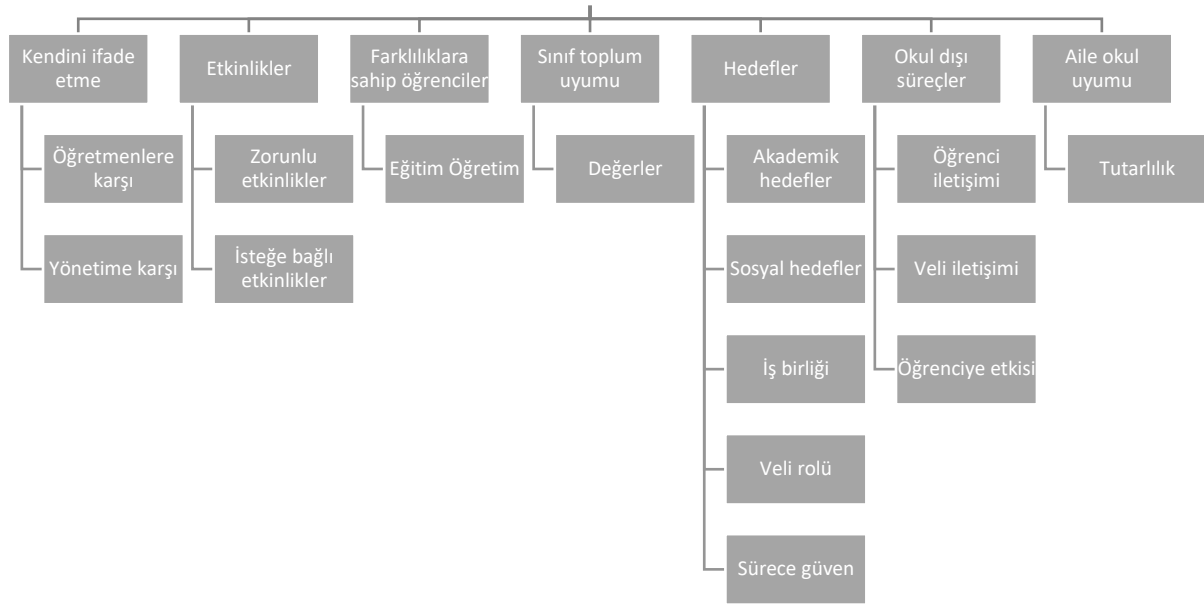 Kendini ifade
etme
Öğretmenlere
karşı
Yönetime karşı
Etkinlikler
Zorunlu
etkinlikler
İsteğe bağlı
etkinlikler
Farklılıklara
sahip öğrenciler
Eğitim Öğretim
Sınıf toplum
uyumu
Değerler
Hedefler
Akademik
hedefler
Sosyal hedefler
İş birliği
Veli rolü
Sürece güven
Okul dışı
süreçler
Öğrenci
iletişimi
Veli iletişimi
Öğrenciye etkisi
Aile okul
uyumu
Tutarlılık